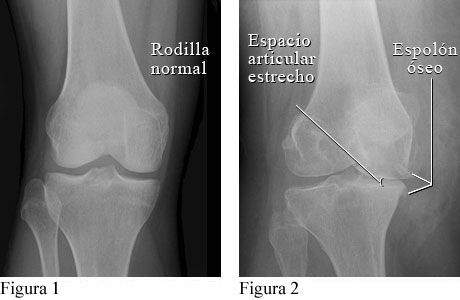 Rodilla
normal
Espacio
articular
estrecho
Espolón
óseo
Figura 1
Figura 2